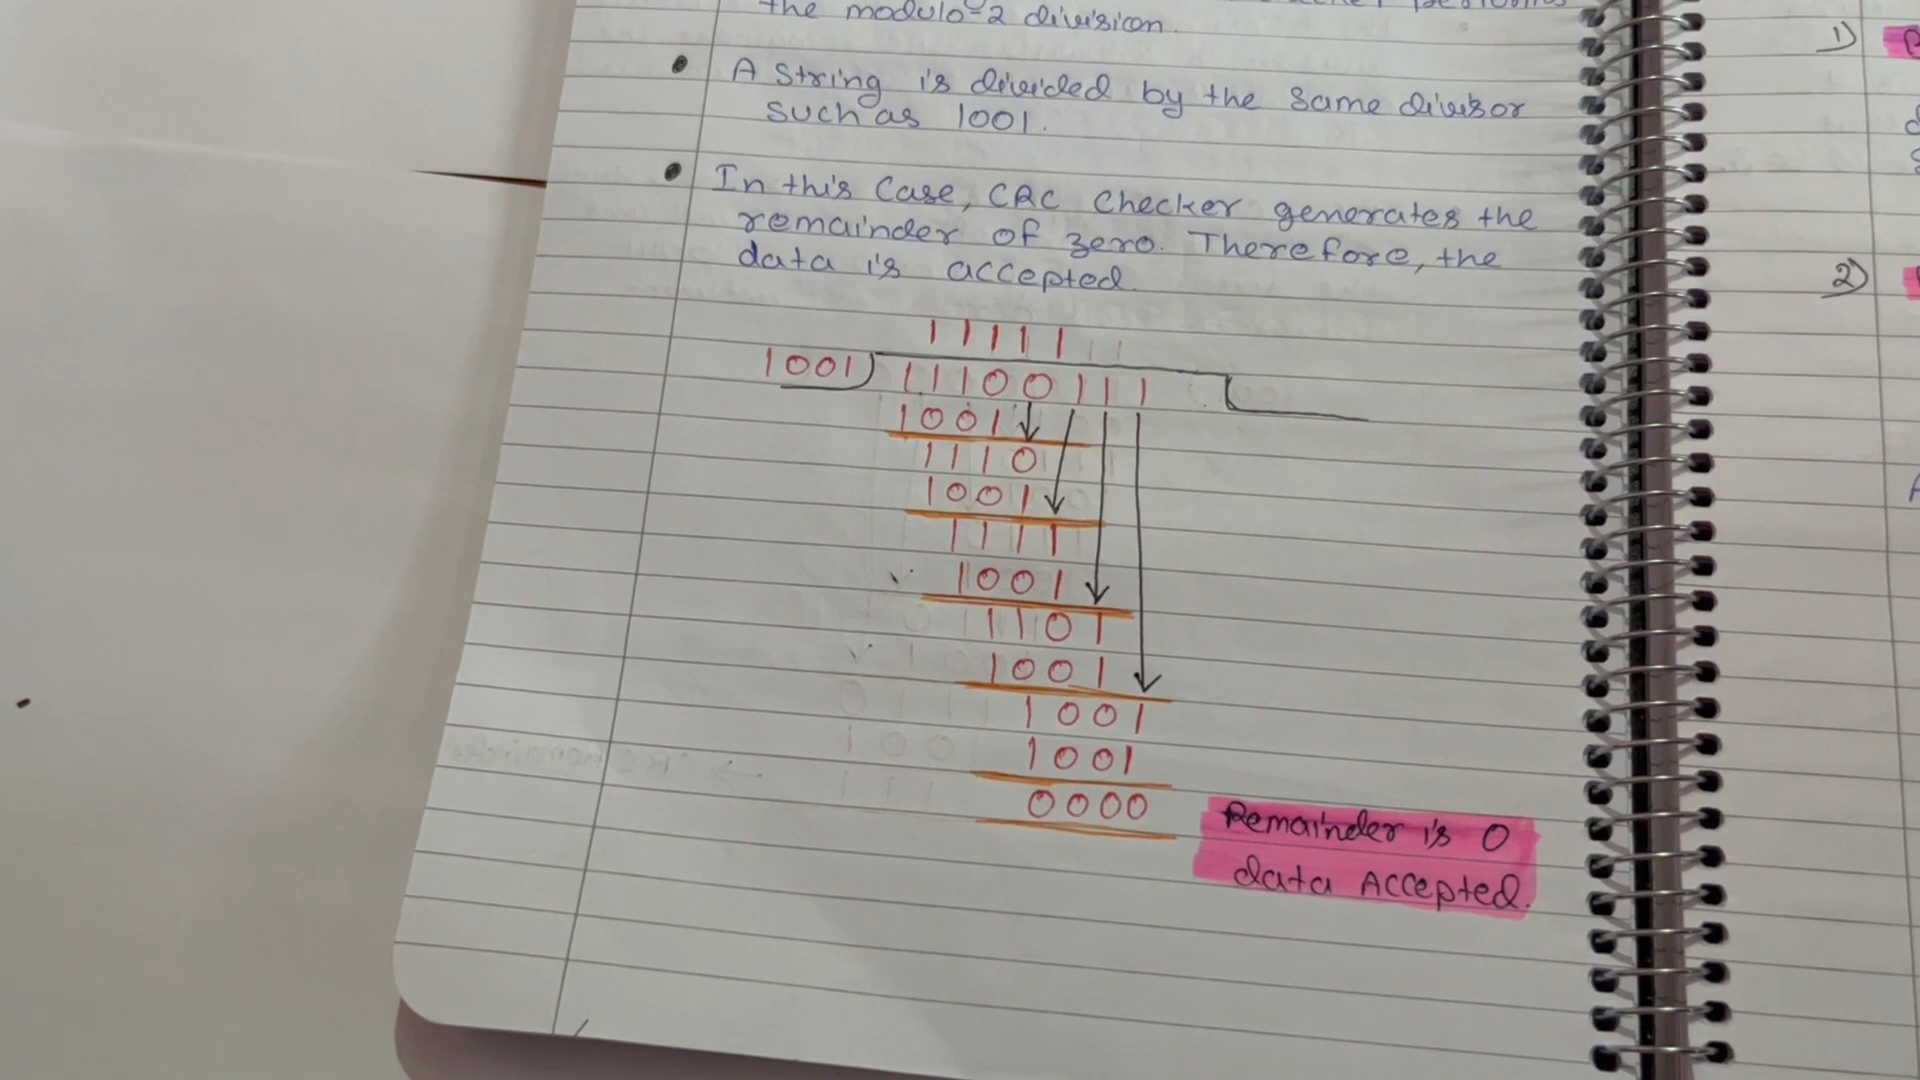 the modulo-2 division.
A string is divided by the same divisor
such as 1001.
In this Case, CRC Checker generates the
remainder of zero. Therefore, the
data is accepted.
11111
1001) 11100111
1001
1110
1001
1111
1001
1101
1001
1001
1001
0000
Remainder is 0
data Accepted.
1)
2)